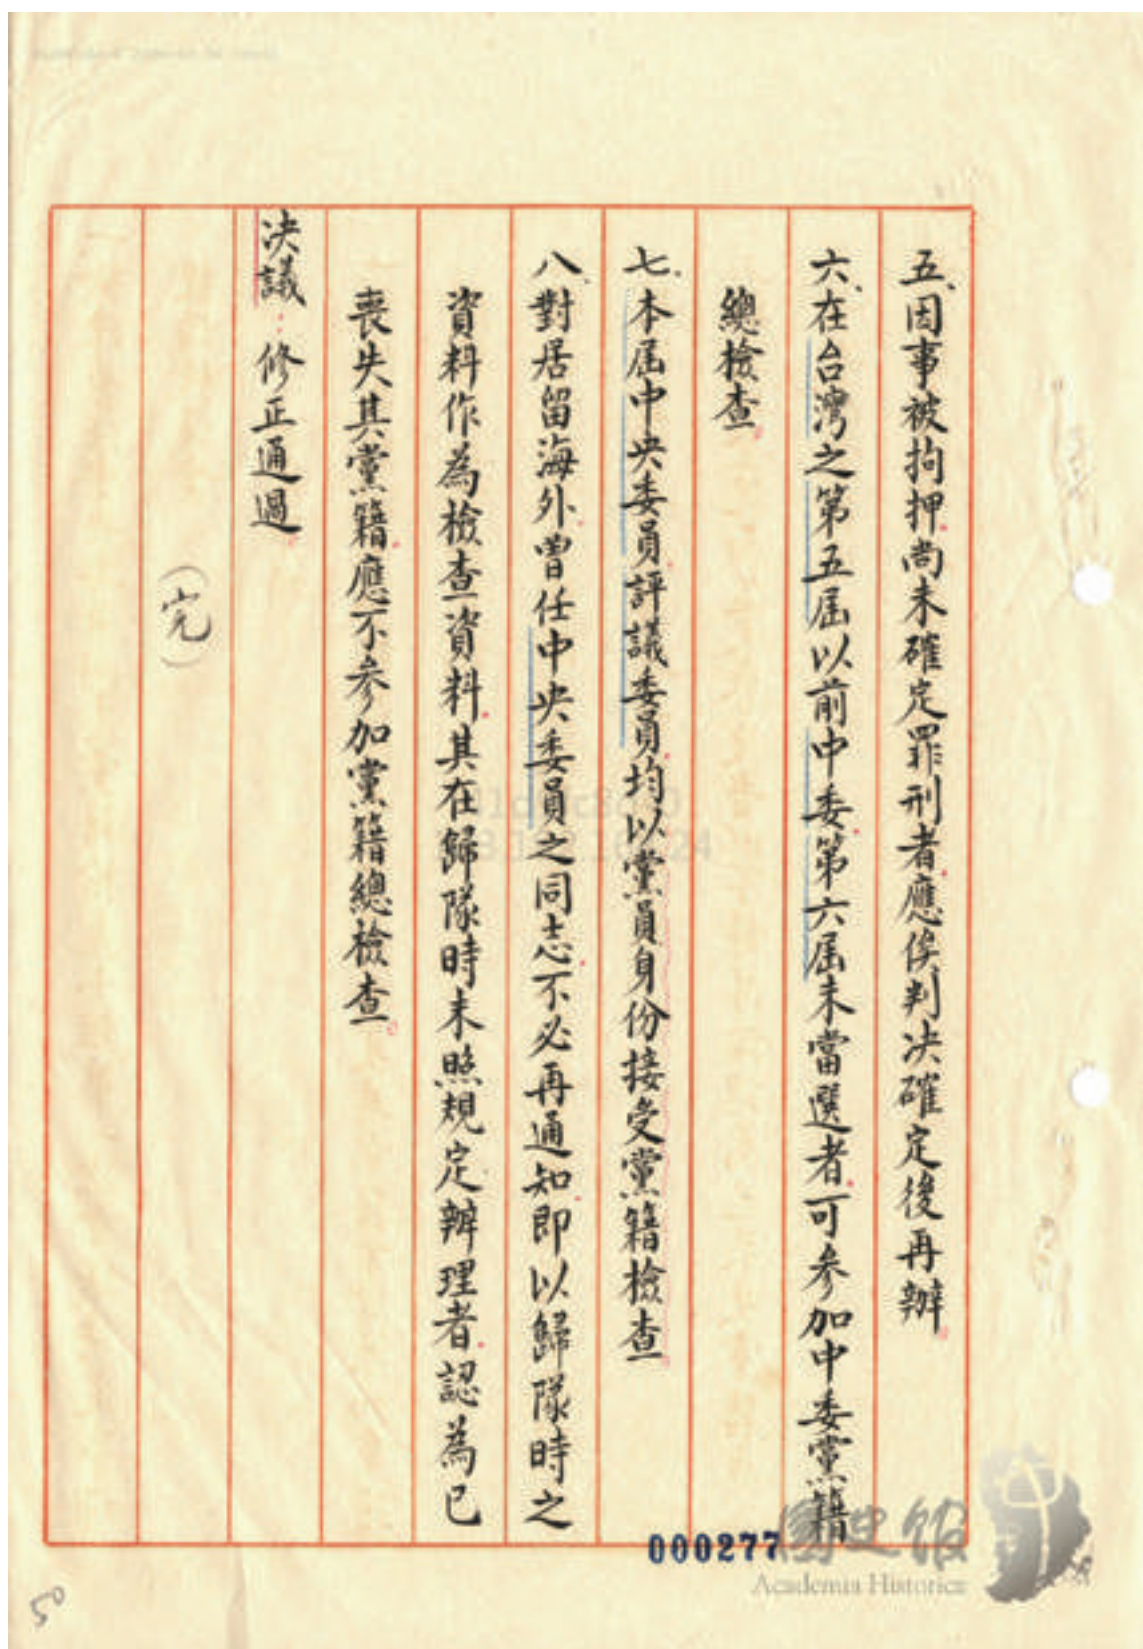 五、因事被拘押.尚未確定罪刑者.應俟判决確定後再辦.
六、在台灣之第五届以前中委.第六届未當選者.可參加中委黨籍
總檢查.
七、本届中央委員.評議委員.均以黨員身份接受黨籍檢查.
八、對居留海外.曾任中央委員之同志.不必再通知.即以歸隊時之
資料作為檢查資料.其在歸隊時未照規定辦理者.認為已
喪失其黨籍.應不參加黨籍總檢查.
決議：修正通過.
（完）
000277
國史館
Academia Historica
50